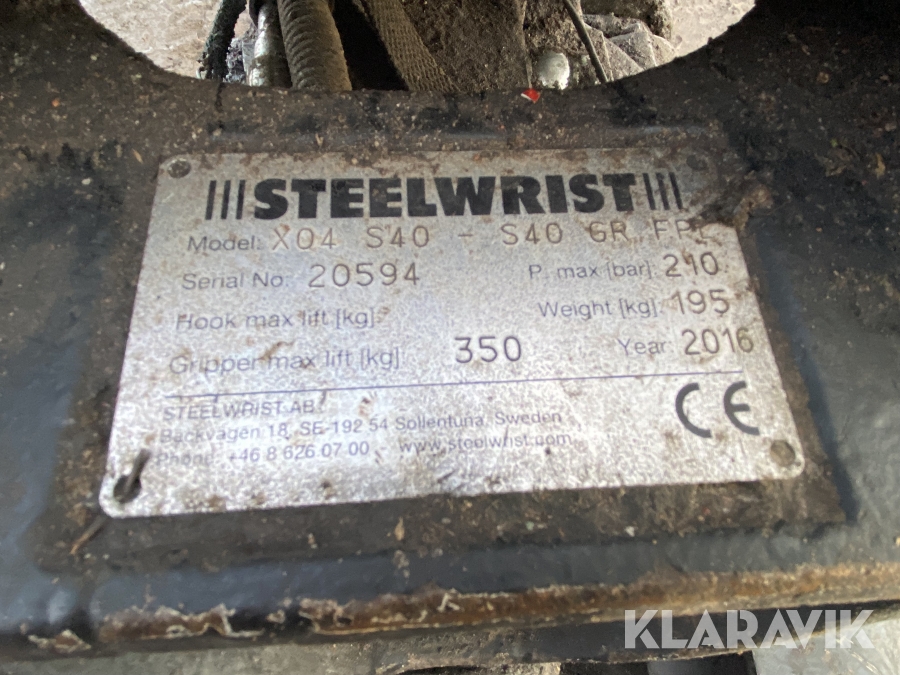 STEELWRIST
Model: X04 S40 - S40 GR FPL
Serial No. 20594 P. max [bar]: 210
Hook max lift [kg]: Weight [kg]: 195
Gripper max lift [kg] 350 Year 2016
STEELWRIST AB
Backvägen 18, SE-192 54 Sollentuna, Sweden
Phone: +46 8 626 07 00 www.steelwrist.com
CE
KLARAVIK